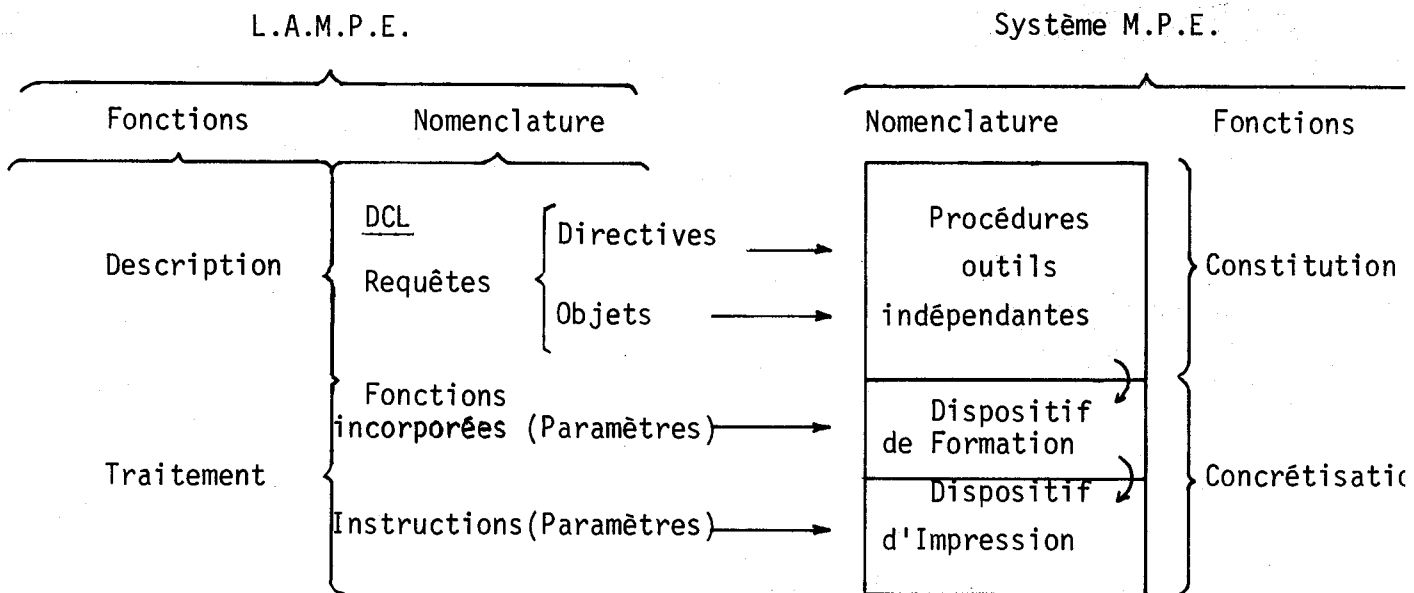 L.A.M.P.E. Système M.P.E.
Fonctions Nomenclature Nomenclature Fonctions
DCL
Requêtes
Directives
Objets
Description
Procédures
outils
indépendantes
Constitution
Fonctions
incorporées (Paramètres)
Dispositif
de Formation
Traitement
Concrétisatio
Instructions(Paramètres)
Dispositif
d'Impression